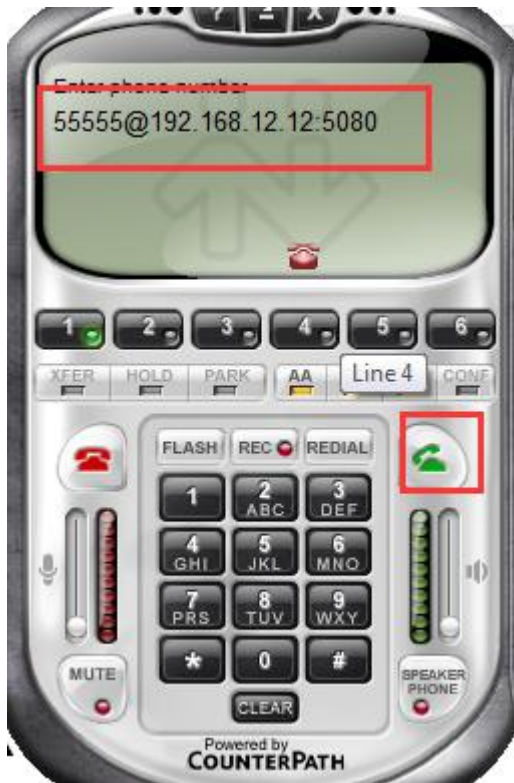 ? ± X
Enter phone number
55555@192.168.12.12:5080
1 2 3 4 5 6
XFER HOLD PARK AA Line 4 CONF
FLASH REC REDIAL
1 2 3
ABC DEF
4 5 6
GHI JKL MNO
7 8 9
PRS TUV WXY
* 0 #
MUTE
SPEAKER
PHONE
CLEAR
Powered by
COUNTERPATH